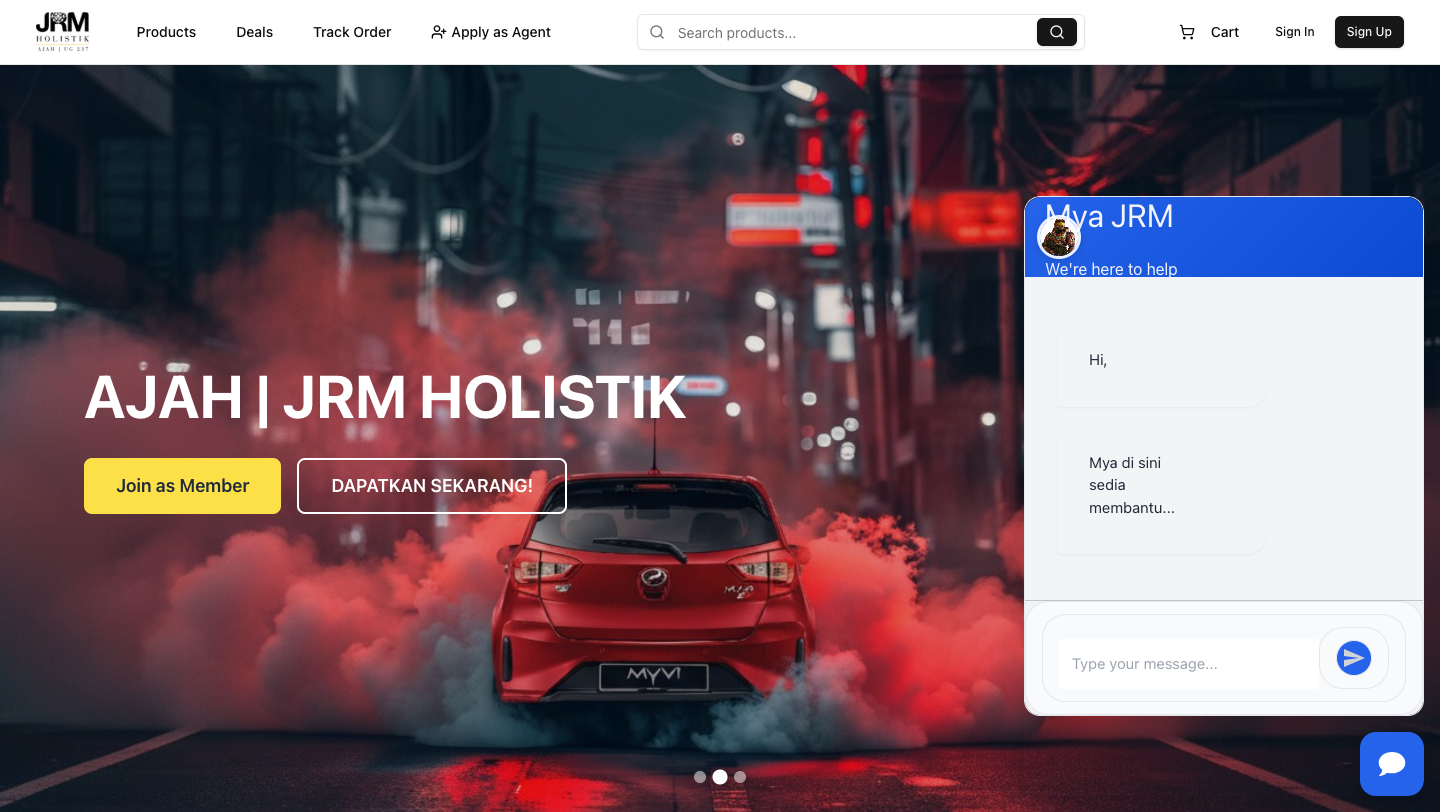 JRM
HOLISTIK
AJAH | UG 237
Products
Deals
Track Order
Apply as Agent
Search products...
Cart
Sign In
Sign Up
AJAH | JRM HOLISTIK
Join as Member
DAPATKAN SEKARANG!
MYVI
Mya JRM
We're here to help
Hi,
Mya di sini
sedia
membantu...
Type your message...